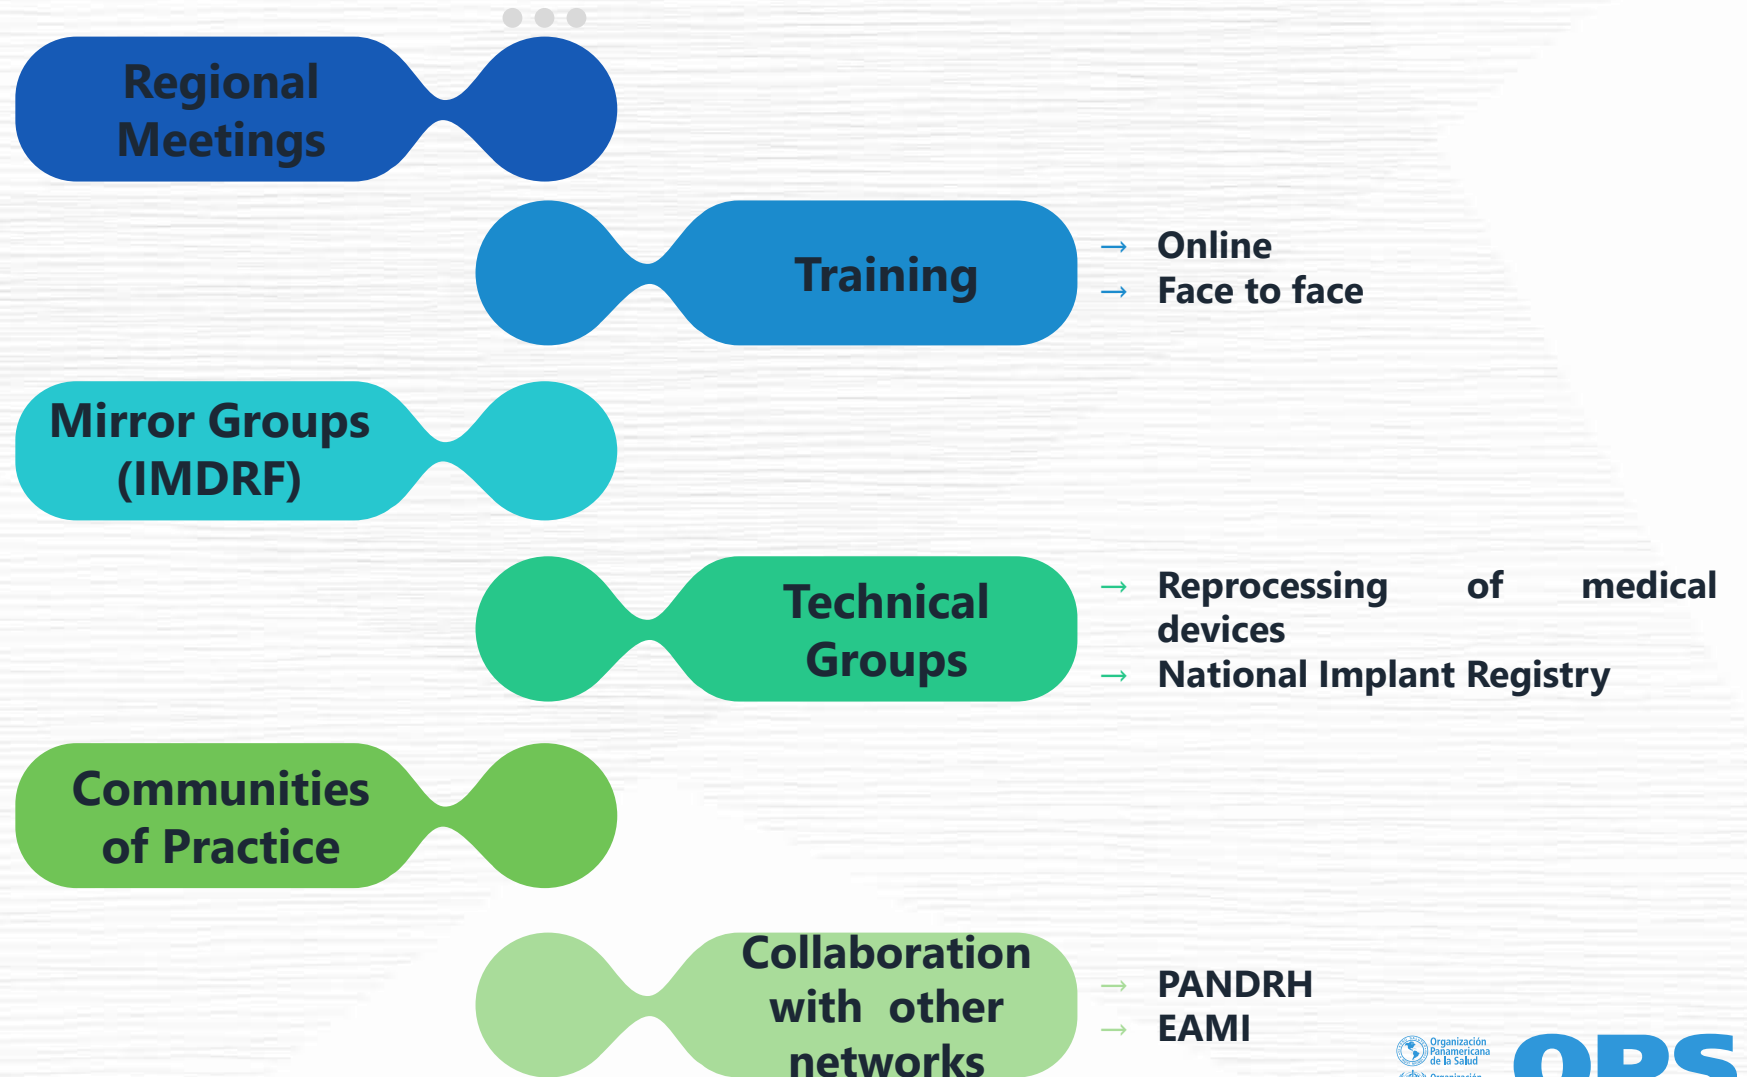 Regional
Meetings
Training
→ Online
→ Face to face
Mirror Groups
(IMDRF)
Technical
Groups
→ Reprocessing of medical
devices
→ National Implant Registry
Communities
of Practice
Collaboration
with other
networks
→ PANDRH
→ EAMI
Organización
Panamericana
de la Salud
Organización
OPS